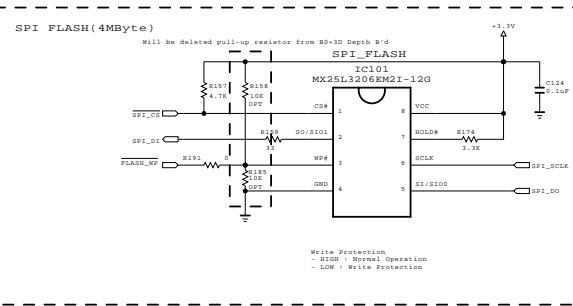 SPI FLASH(4MByte)
+3.3V
Will be deleted pull-up resistor from B0+3D Depth B'd
SPI_FLASH
IC101
MX25L3206EM2I-12G
R157
4.7K
R158
10K
OPT
C124
0.1uF
SPI_CS
CS#
1
8
VCC
SPI_DI
R159
33
SO/SIO1
2
7
HOLD#
R174
3.3K
FLASH_WP
R191
0
WP#
3
6
SCLK
SPI_SCLK
R185
10K
OPT
GND
4
5
SI/SIO0
SPI_DO
Write Protection
- HIGH : Normal Operation
- LOW : Write Protection